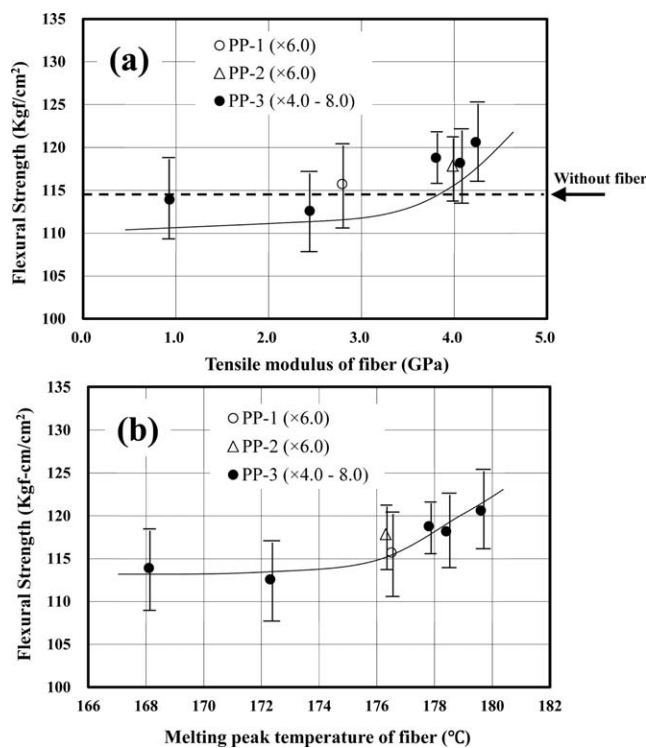 135
130
125
120
115
110
105
100
Flexural Strength (Kgf/cm²)
(a)
PP-1 (×6.0)
PP-2 (×6.0)
PP-3 (×4.0 - 8.0)
Without fiber
0.0 1.0 2.0 3.0 4.0 5.0
Tensile modulus of fiber (GPa)
135
130
125
120
115
110
105
100
Flexural Strength (Kgf-cm/cm²)
(b)
PP-1 (×6.0)
PP-2 (×6.0)
PP-3 (×4.0 - 8.0)
166 168 170 172 174 176 178 180 182
Melting peak temperature of fiber (℃)